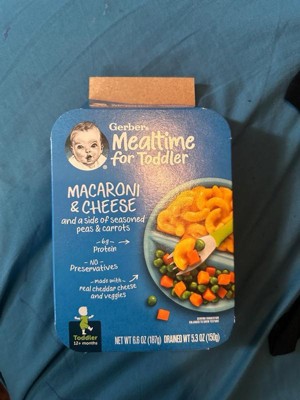 Gerber®
Mealtime
for Toddler
MACARONI
& CHEESE
and a side of seasoned
peas & carrots
6g
Protein
NO
Preservatives
made with
real cheddar cheese
and veggies
Toddler
12+ months
NET WT 6.6 OZ (187g) DRAINED WT 5.3 OZ (150g)